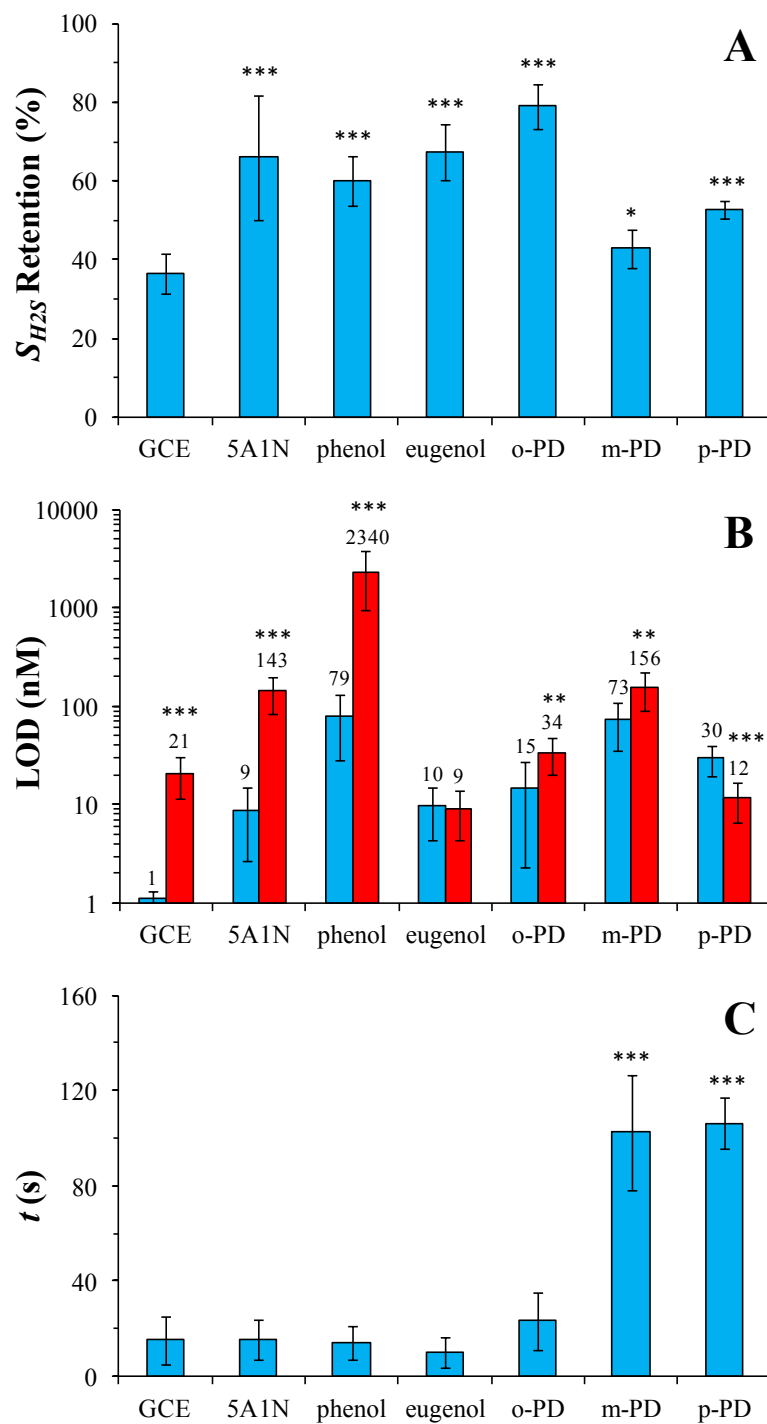 A
S_H2S Retention (%)
100
80
60
40
20
0
*** *** *** *** * ***
GCE 5A1N phenol eugenol o-PD m-PD p-PD
B
LOD (nM)
10000
1000
100
10
1
*** *** *** ** ** ***
1 21 9 143 79 2340 10 9 15 34 73 156 30 12
GCE 5A1N phenol eugenol o-PD m-PD p-PD
C
t (s)
160
120
80
40
0
*** ***
GCE 5A1N phenol eugenol o-PD m-PD p-PD